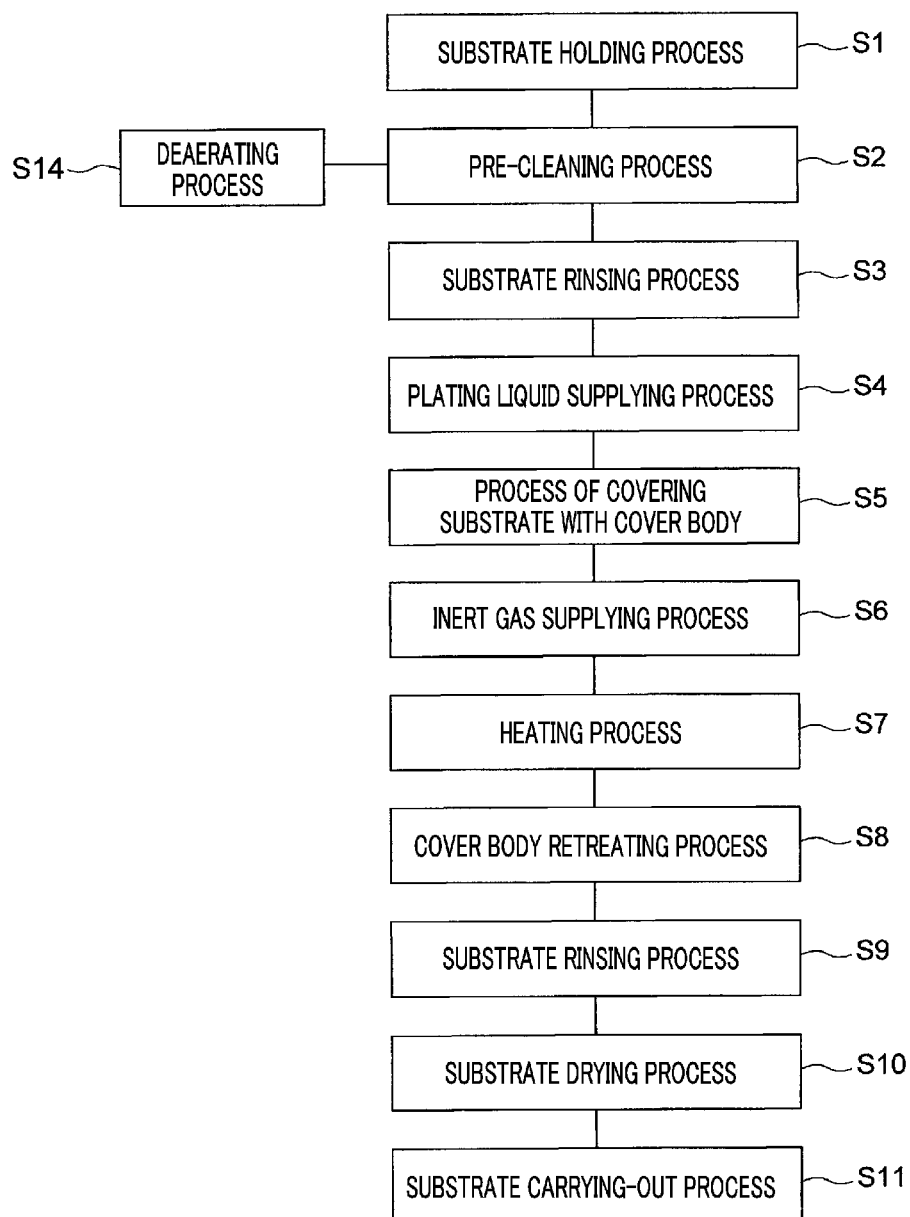 SUBSTRATE HOLDING PROCESS
S1
S14
DEAERATING
PROCESS
PRE-CLEANING PROCESS
S2
SUBSTRATE RINSING PROCESS
S3
PLATING LIQUID SUPPLYING PROCESS
S4
PROCESS OF COVERING
SUBSTRATE WITH COVER BODY
S5
INERT GAS SUPPLYING PROCESS
S6
HEATING PROCESS
S7
COVER BODY RETREATING PROCESS
S8
SUBSTRATE RINSING PROCESS
S9
SUBSTRATE DRYING PROCESS
S10
SUBSTRATE CARRYING-OUT PROCESS
S11